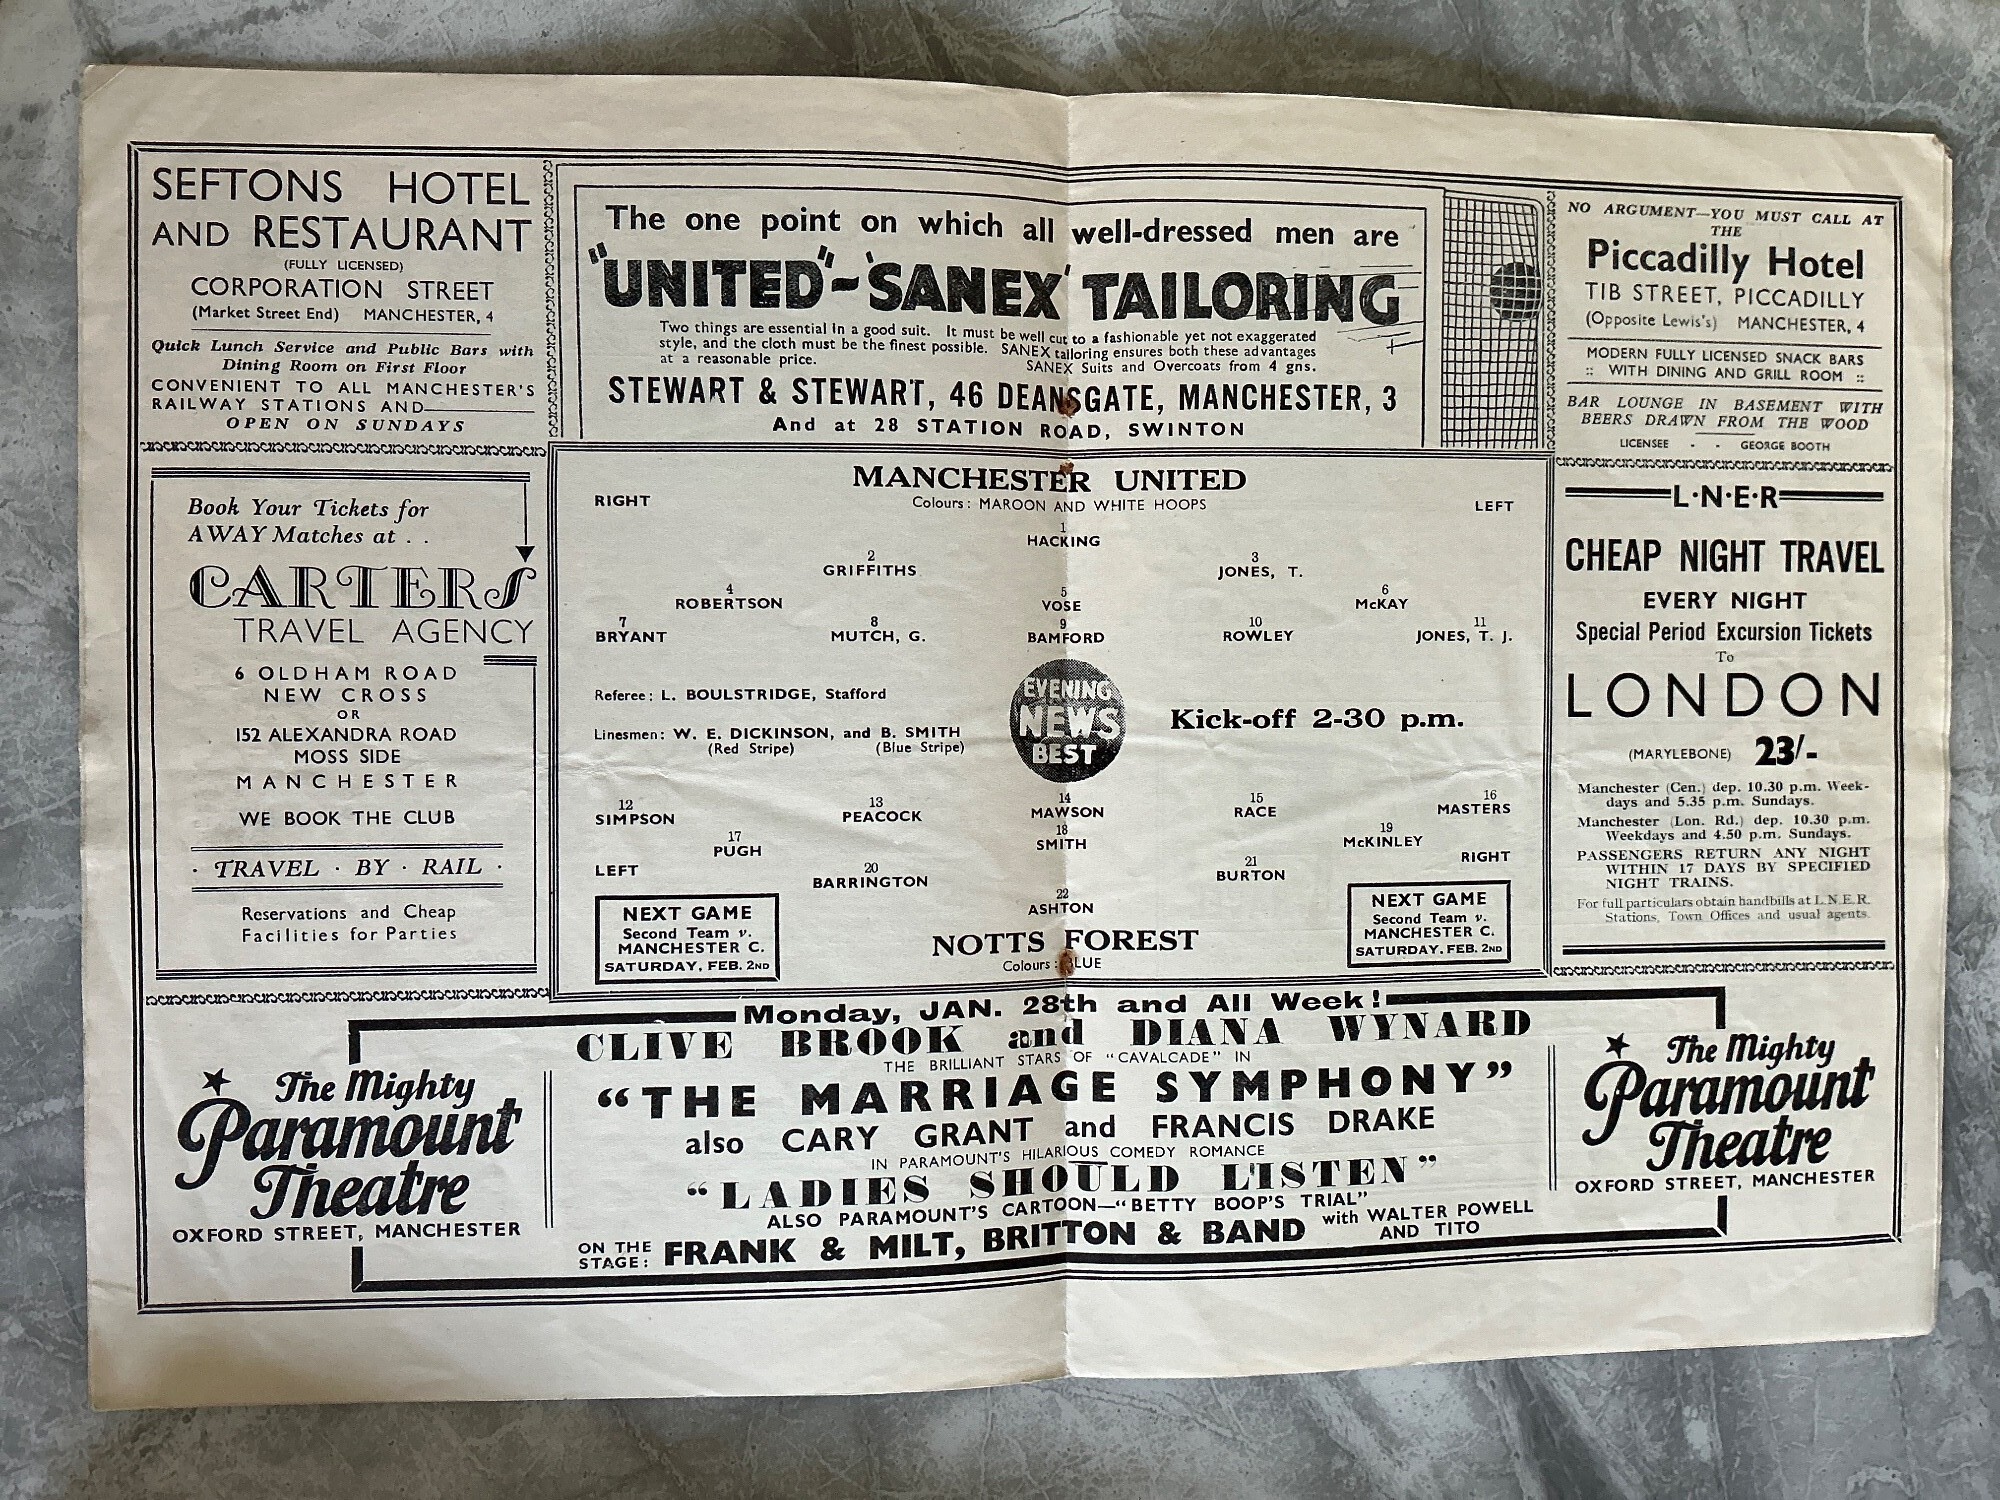 SEFTONS HOTEL
AND RESTAURANT
(FULLY LICENSED)
CORPORATION STREET
(Market Street End) MANCHESTER, 4
Quick Lunch Service and Public Bars with
Dining Room on First Floor
CONVENIENT TO ALL MANCHESTER'S
RAILWAY STATIONS AND
OPEN ON SUNDAYS
The one point on which all well-dressed men are
"UNITED"-'SANEX' TAILORING
Two things are essential in a good suit. It must be well cut to a fashionable yet not exaggerated
style, and the cloth must be the finest possible. SANEX tailoring ensures both these advantages
at a reasonable price. SANEX Suits and Overcoats from 4 gns.
STEWART & STEWART, 46 DEANSGATE, MANCHESTER, 3
And at 28 STATION ROAD, SWINTON
NO ARGUMENT—YOU MUST CALL AT
THE
Piccadilly Hotel
TIB STREET, PICCADILLY
(Opposite Lewis's) MANCHESTER, 4
MODERN FULLY LICENSED SNACK BARS
:: WITH DINING AND GRILL ROOM ::
BAR LOUNGE IN BASEMENT WITH
BEERS DRAWN FROM THE WOOD
LICENSEE - - GEORGE BOOTH
Book Your Tickets for
AWAY Matches at . .
CARTERS
TRAVEL AGENCY
6 OLDHAM ROAD
NEW CROSS
OR
152 ALEXANDRA ROAD
MOSS SIDE
MANCHESTER
WE BOOK THE CLUB
· TRAVEL · BY · RAIL ·
Reservations and Cheap
Facilities for Parties
MANCHESTER UNITED
Colours: MAROON AND WHITE HOOPS
RIGHT LEFT
1
HACKING
2 3
GRIFFITHS JONES, T.
4 5 6
ROBERTSON VOSE McKAY
7 8 9 10 11
BRYANT MUTCH, G. BAMFORD ROWLEY JONES, T. J.
Referee: L. BOULSTRIDGE, Stafford
Linesmen: W. E. DICKINSON, and B. SMITH
(Red Stripe) (Blue Stripe)
EVENING
NEWS
BEST
Kick-off 2-30 p.m.
12 13 14 15 16
SIMPSON PEACOCK MAWSON RACE MASTERS
17 18 19
PUGH SMITH McKINLEY
LEFT RIGHT
20 21
BARRINGTON BURTON
22
ASHTON
NOTTS FOREST
Colours: BLUE
NEXT GAME
Second Team v.
MANCHESTER C.
SATURDAY, FEB. 2ND
NEXT GAME
Second Team v.
MANCHESTER C.
SATURDAY, FEB. 2ND
L·N·E·R
CHEAP NIGHT TRAVEL
EVERY NIGHT
Special Period Excursion Tickets
To
LONDON
(MARYLEBONE) 23/-
Manchester (Cen.) dep. 10.30 p.m. Week-
days and 5.35 p.m. Sundays.
Manchester (Lon. Rd.) dep. 10.30 p.m.
Weekdays and 4.50 p.m. Sundays.
PASSENGERS RETURN ANY NIGHT
WITHIN 17 DAYS BY SPECIFIED
NIGHT TRAINS.
For full particulars obtain handbills at L.N.E.R.
Stations, Town Offices and usual agents.
The Mighty
Paramount
Theatre
OXFORD STREET, MANCHESTER
Monday, JAN. 28th and All Week!
CLIVE BROOK and DIANA WYNARD
THE BRILLIANT STARS OF "CAVALCADE" IN
"THE MARRIAGE SYMPHONY"
also CARY GRANT and FRANCIS DRAKE
IN PARAMOUNT'S HILARIOUS COMEDY ROMANCE
"LADIES SHOULD LISTEN"
ALSO PARAMOUNT'S CARTOON—"BETTY BOOP'S TRIAL"
ON THE STAGE: FRANK & MILT, BRITTON & BAND with WALTER POWELL
AND TITO
The Mighty
Paramount
Theatre
OXFORD STREET, MANCHESTER